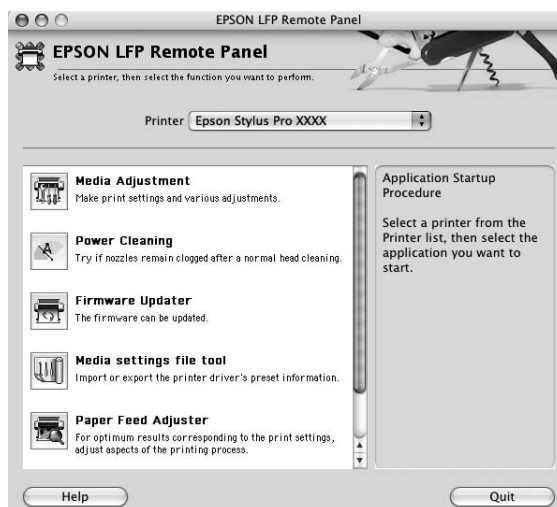 EPSON LFP Remote Panel
EPSON LFP Remote Panel
Select a printer, then select the function you want to perform.
Printer Epson Stylus Pro XXXX
Media Adjustment
Make print settings and various adjustments.
Power Cleaning
Try if nozzles remain clogged after a normal head cleaning.
Firmware Updater
The firmware can be updated.
Media settings file tool
Import or export the printer driver's preset information.
Paper Feed Adjuster
For optimum results corresponding to the print settings,
adjust aspects of the printing process.
Application Startup
Procedure
Select a printer from the
Printer list, then select the
application you want to
start.
Help
Quit